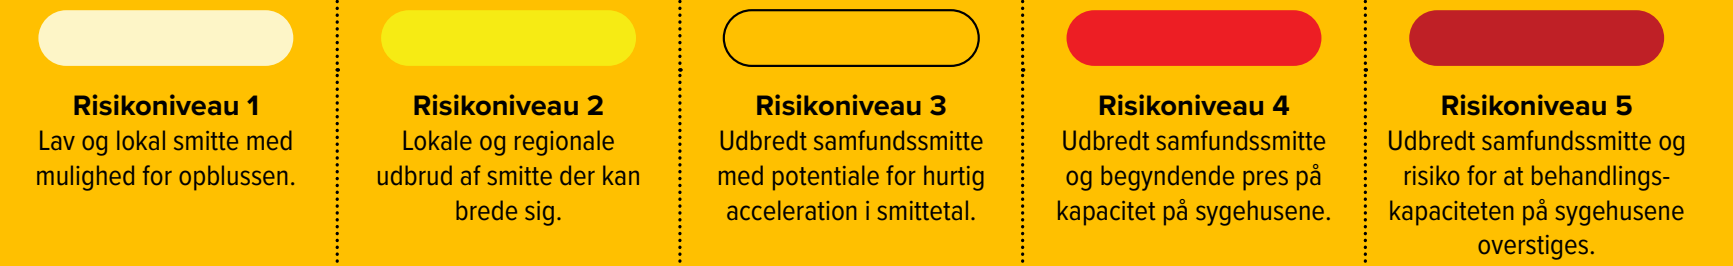 Risikoniveau 1
Lav og lokal smitte med
mulighed for opblussen.
Risikoniveau 2
Lokale og regionale
udbrud af smitte der kan
brede sig.
Risikoniveau 3
Udbredt samfundssmitte
med potentiale for hurtig
acceleration i smittetal.
Risikoniveau 4
Udbredt samfundssmitte
og begyndende pres på
kapacitet på sygehusene.
Risikoniveau 5
Udbredt samfundssmitte og
risiko for at behandlings-
kapaciteten på sygehusene
overstiges.